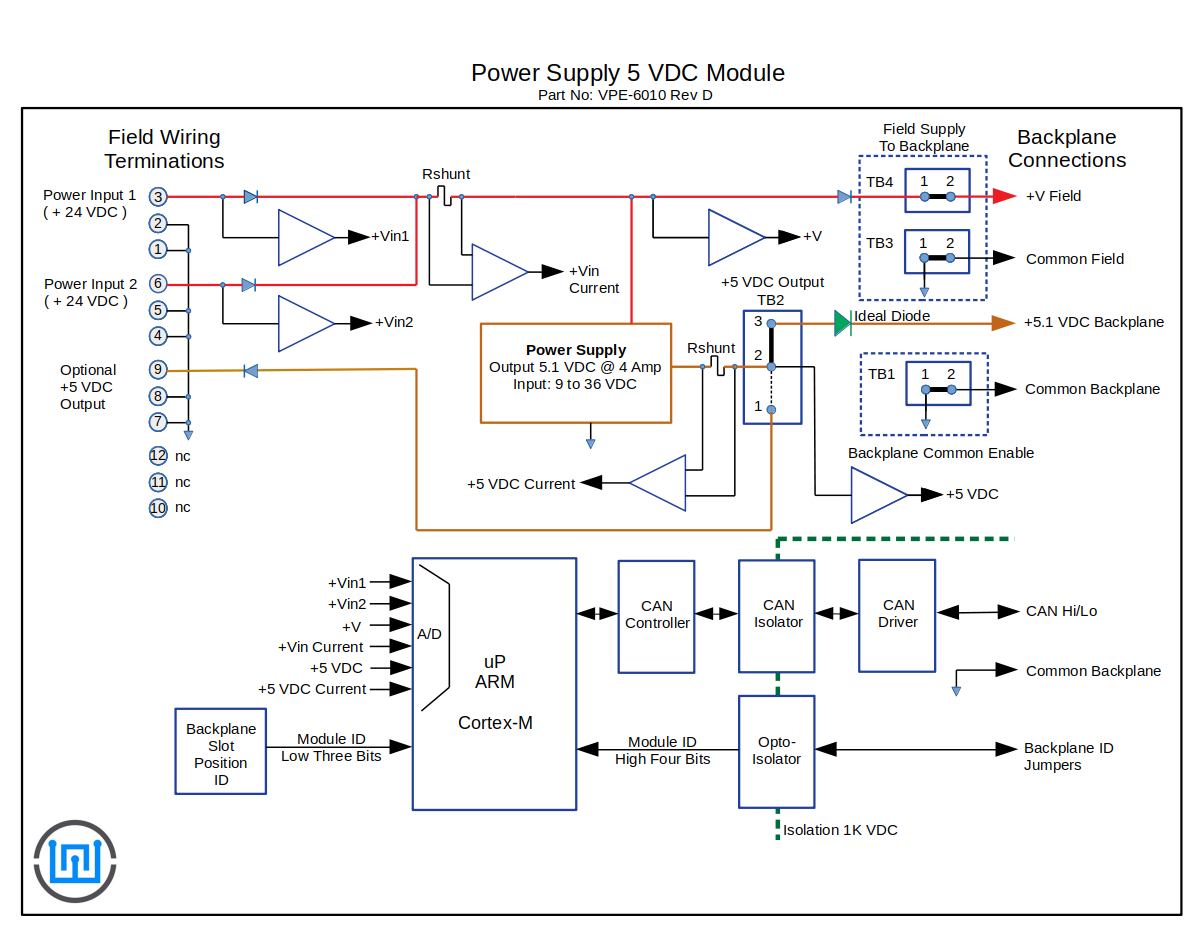 Power Supply 5 VDC Module
Part No: VPE-6010 Rev D
Field Wiring
Terminations
Field Supply
To Backplane
Backplane
Connections
Power Input 1
( + 24 VDC )
3
2
1
Rshunt
TB4
1 2
+V Field
+Vin1
+V
TB3
1 2
Common Field
Power Input 2
( + 24 VDC )
6
5
4
+Vin
Current
+Vin2
+5 VDC Output
TB2
3
2
1
Ideal Diode
+5.1 VDC Backplane
Power Supply
Output 5.1 VDC @ 4 Amp
Input: 9 to 36 VDC
Rshunt
Optional
+5 VDC
Output
9
8
7
TB1
1 2
Common Backplane
Backplane Common Enable
12 nc
11 nc
10 nc
+5 VDC Current
+5 VDC
+Vin1
+Vin2
+V
+Vin Current
+5 VDC
+5 VDC Current
A/D
uP
ARM
Cortex-M
CAN
Controller
CAN
Isolator
CAN
Driver
CAN Hi/Lo
Common Backplane
Backplane
Slot
Position
ID
Module ID
Low Three Bits
Module ID
High Four Bits
Opto-
Isolator
Backplane ID
Jumpers
Isolation 1K VDC